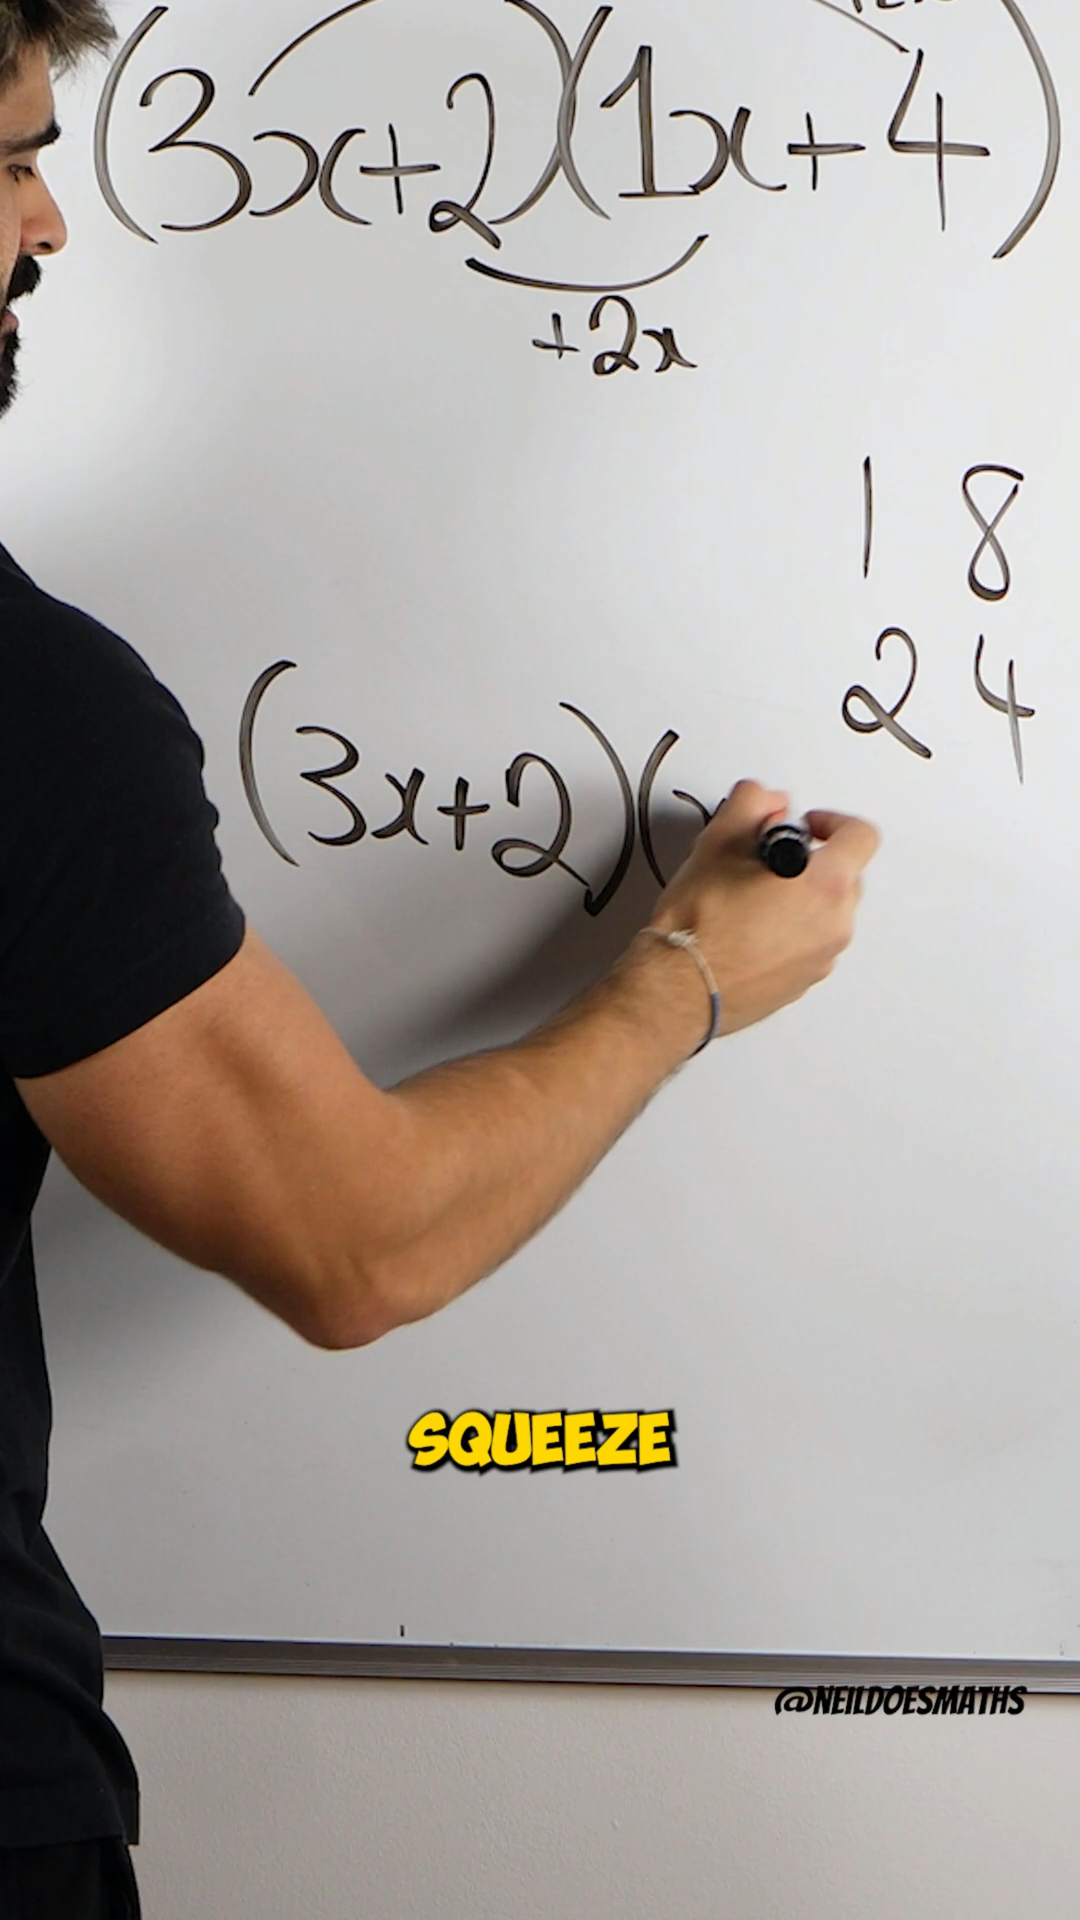 (3x+2)(1x+4)
+2x
1 8
2 4
(3x+2)(x
SQUEEZE
@NEILDOESMATHS